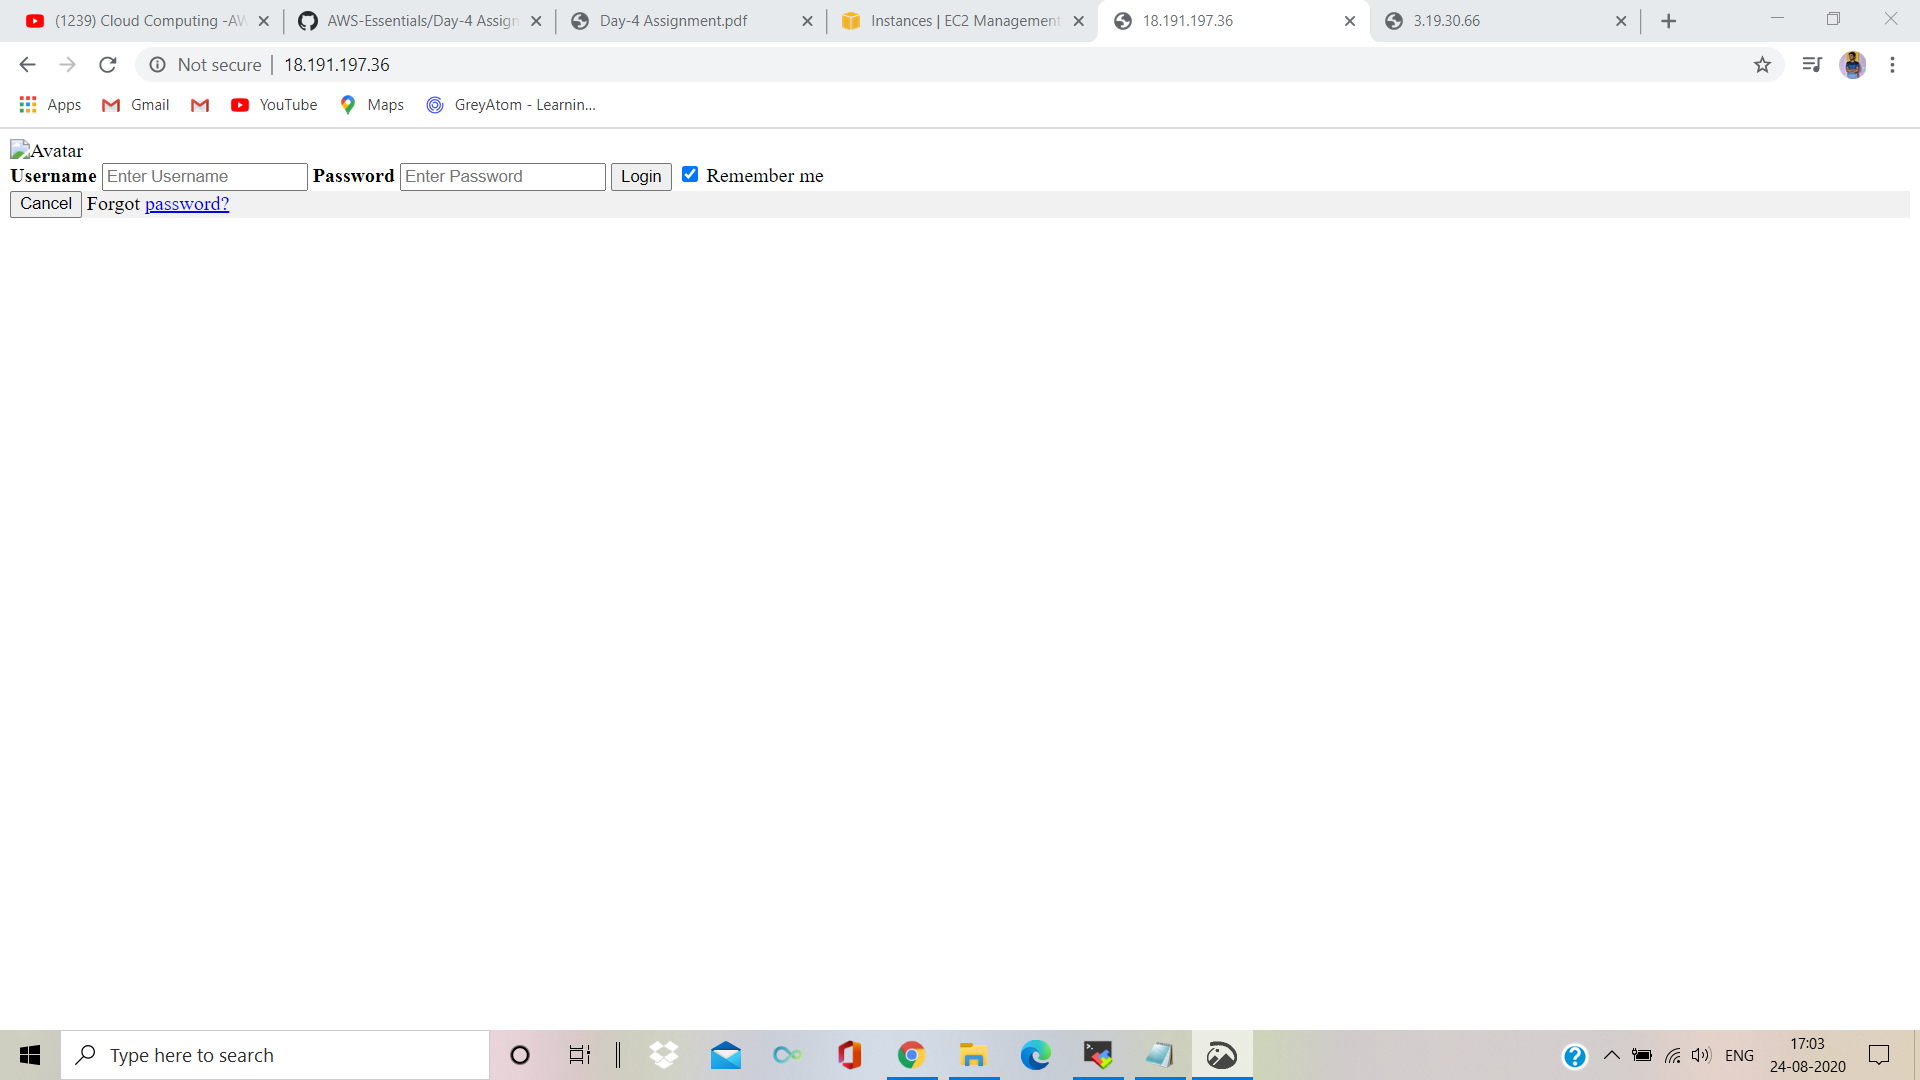 (1239) Cloud Computing -AW
AWS-Essentials/Day-4 Assign
Day-4 Assignment.pdf
Instances | EC2 Management
18.191.197.36
3.19.30.66
Not secure
18.191.197.36
Apps
Gmail
YouTube
Maps
GreyAtom - Learnin...
Avatar
Username Enter Username Password Enter Password Login Remember me
Cancel Forgot password?
Type here to search
ENG
17:03
24-08-2020